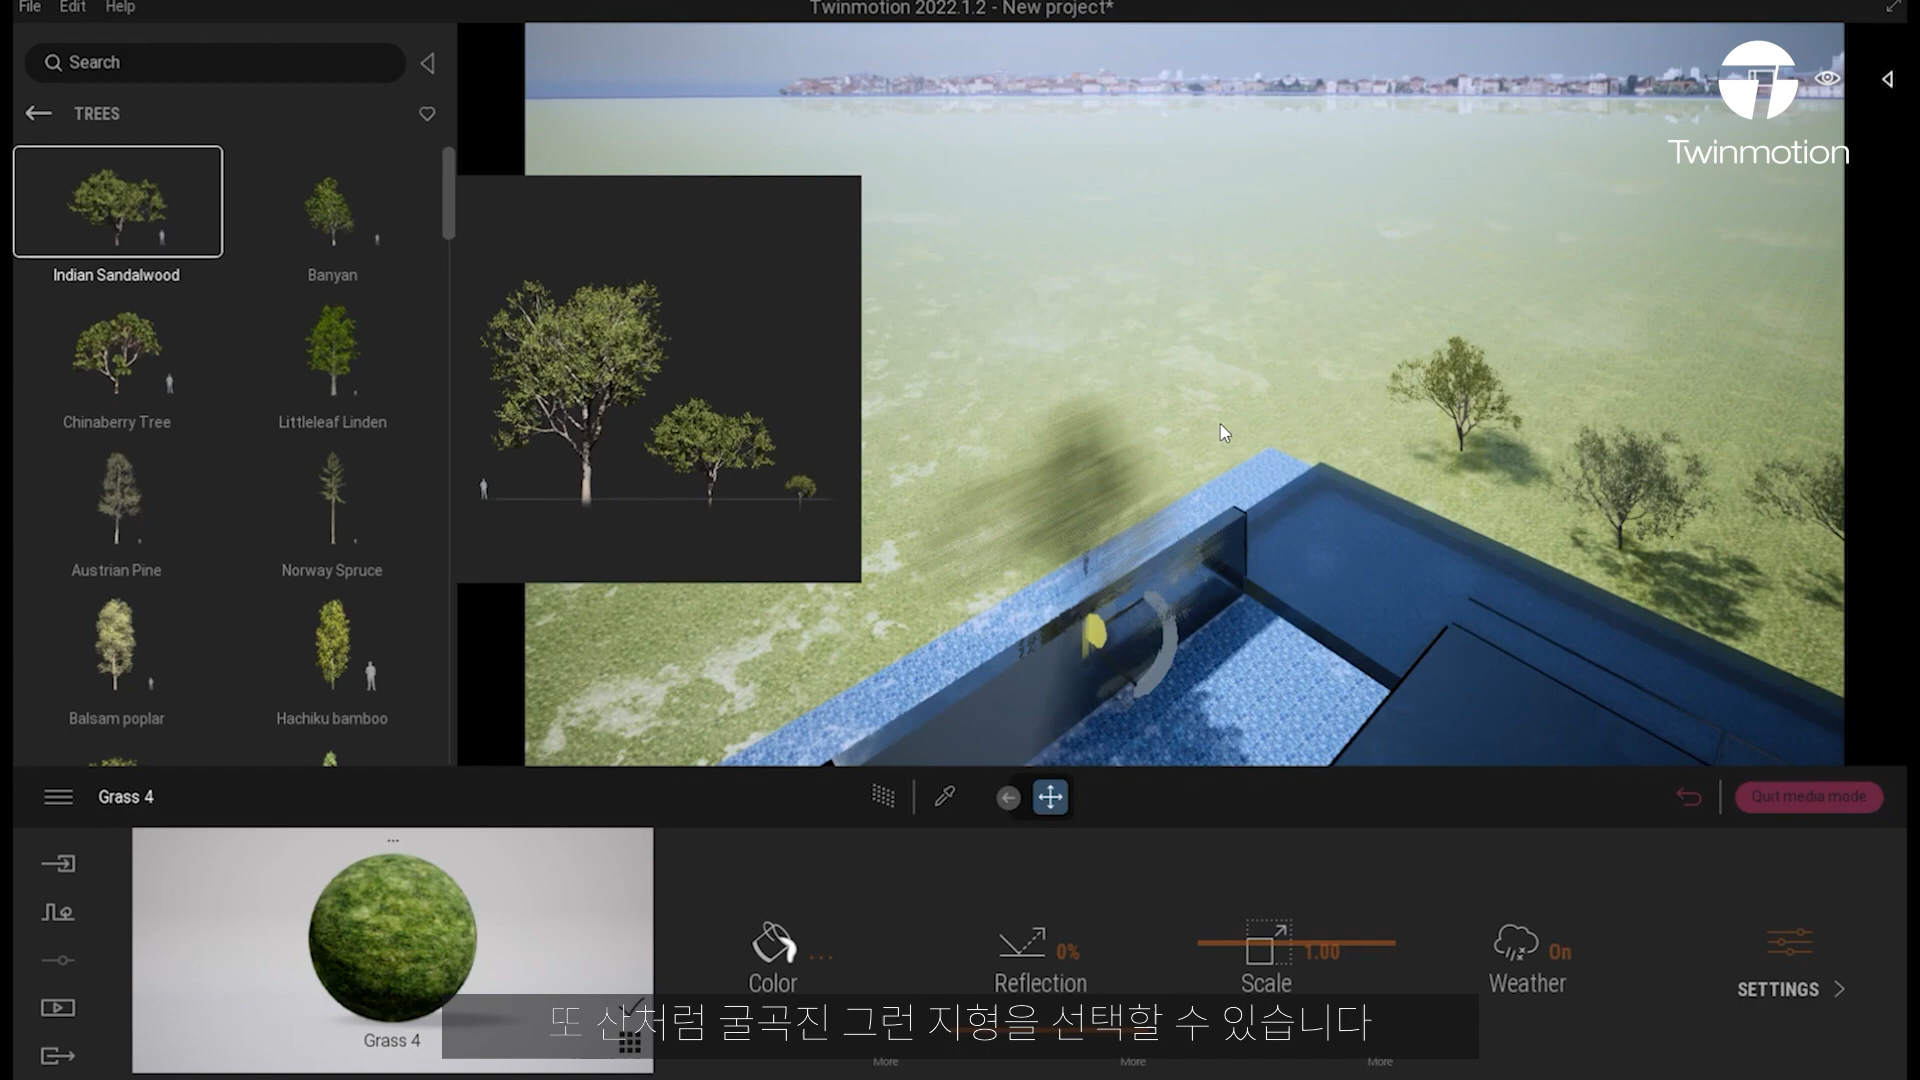 File Edit Help
Twinmotion 2022.1.2 - New project*
Search
TREES
Twinmotion
Indian Sandalwood
Banyan
Chinaberry Tree
Littleleaf Linden
Austrian Pine
Norway Spruce
Balsam poplar
Hachiku bamboo
Grass 4
Quit media mode
...
0%
1.00
On
Color
Reflection
Scale
Weather
SETTINGS
또 산처럼 굴곡진 그런 지형을 선택할 수 있습니다
Grass 4
More
More
More